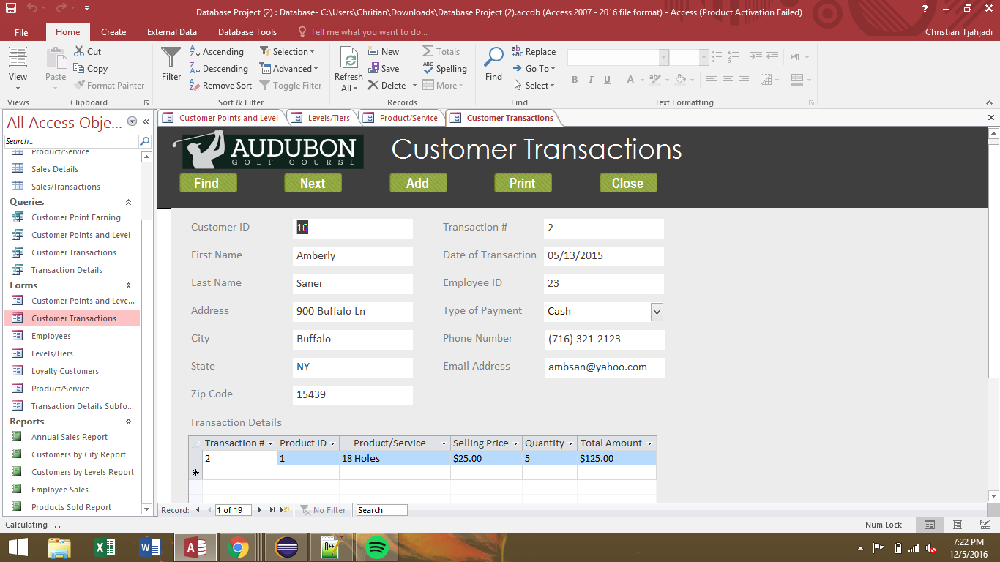 Database Project (2) : Database- C:\Users\Chritian\Downloads\Database Project (2).accdb (Access 2007 - 2016 file format) - Access (Product Activation Failed)
File Home Create External Data Database Tools Tell me what you want to do... Christian Tjahjadi
View Paste Cut Copy Format Painter Filter Ascending Descending Remove Sort Selection Advanced Toggle Filter Refresh All New Save Delete Totals Spelling More Find Replace Go To Select B I U A
Views Clipboard Sort & Filter Records Find Text Formatting
All Access Obje...
Search...
Product/Service
Sales Details
Sales/Transactions
Queries
Customer Point Earning
Customer Points and Level
Customer Transactions
Transaction Details
Forms
Customer Points and Leve...
Customer Transactions
Employees
Levels/Tiers
Loyalty Customers
Product/Service
Transaction Details Subfo...
Reports
Annual Sales Report
Customers by City Report
Customers by Levels Report
Employee Sales
Products Sold Report
Customer Points and Level Levels/Tiers Product/Service Customer Transactions
AUDUBON
GOLF COURSE
Customer Transactions
Find Next Add Print Close
Customer ID 10 Transaction # 2
First Name Amberly Date of Transaction 05/13/2015
Last Name Saner Employee ID 23
Address 900 Buffalo Ln Type of Payment Cash
City Buffalo Phone Number (716) 321-2123
State NY Email Address ambsan@yahoo.com
Zip Code 15439
Transaction Details
Transaction # Product ID Product/Service Selling Price Quantity Total Amount
2 1 18 Holes $25.00 5 $125.00
Record: 1 of 19 No Filter Search
Calculating . . . Num Lock
7:22 PM
12/5/2016